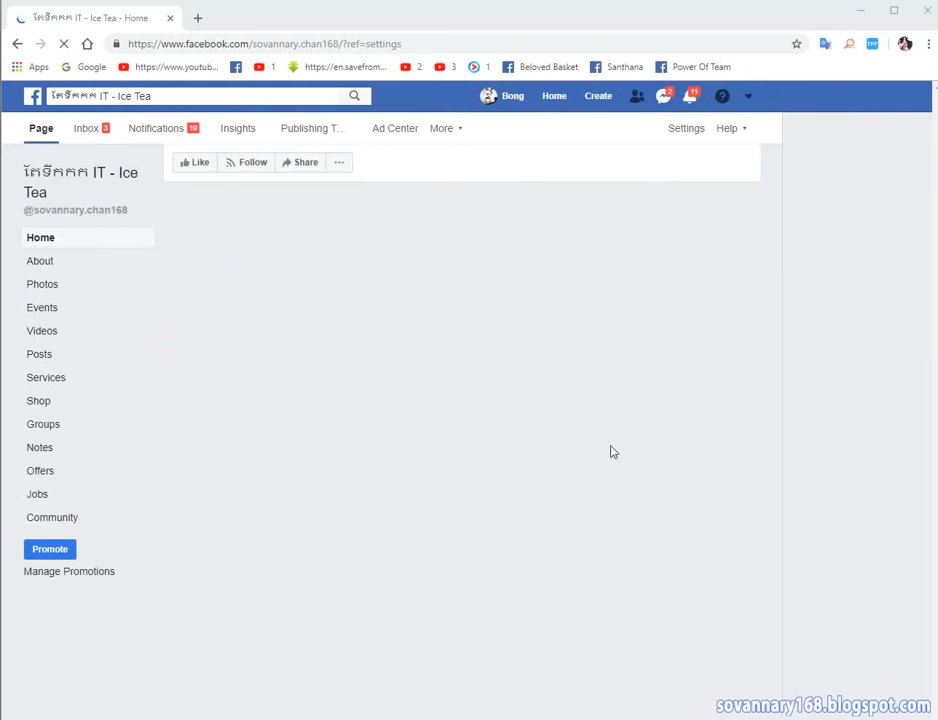 តែទឹកកក IT - Ice Tea - Home
https://www.facebook.com/sovannary.chan168/?ref=settings
Apps Google https://www.youtub... 1 https://en.savefrom... 2 3 1 Beloved Basket Santhana Power Of Team
តែទឹកកក IT - Ice Tea Bong Home Create 2 11
Page Inbox 3 Notifications 19 Insights Publishing T... Ad Center More Settings Help
Like Follow Share ...
តែទឹកកក IT - Ice
Tea
@sovannary.chan168
Home
About
Photos
Events
Videos
Posts
Services
Shop
Groups
Notes
Offers
Jobs
Community
Promote
Manage Promotions
sovannary168.blogspot.com